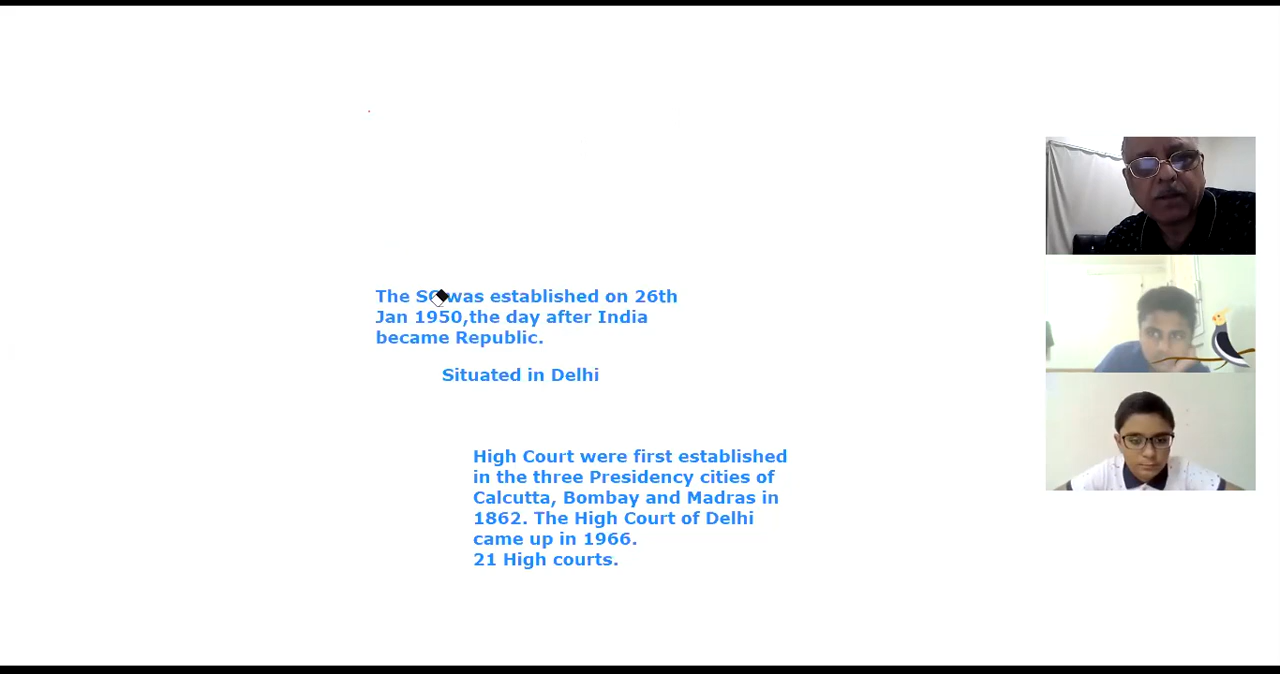 The SC was established on 26th
Jan 1950,the day after India
became Republic.
Situated in Delhi
High Court were first established
in the three Presidency cities of
Calcutta, Bombay and Madras in
1862. The High Court of Delhi
came up in 1966.
21 High courts.